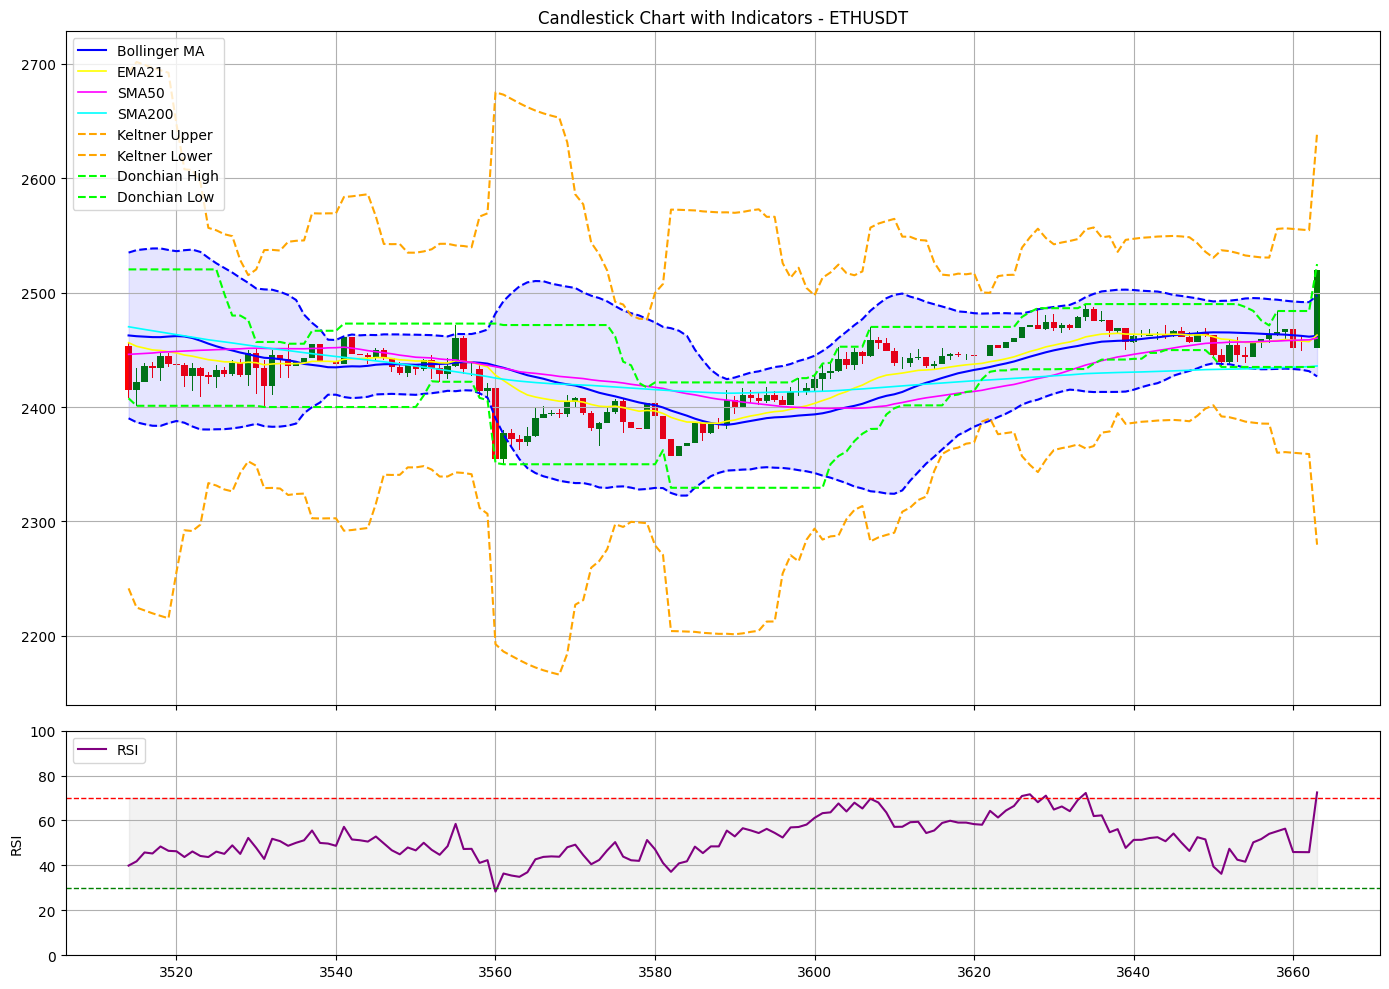 Candlestick Chart with Indicators - ETHUSDT
Bollinger MA
EMA21
SMA50
SMA200
Keltner Upper
Keltner Lower
Donchian High
Donchian Low
2700
2600
2500
2400
2300
2200
RSI
100
80
60
40
20
0
RSI
3520
3540
3560
3580
3600
3620
3640
3660